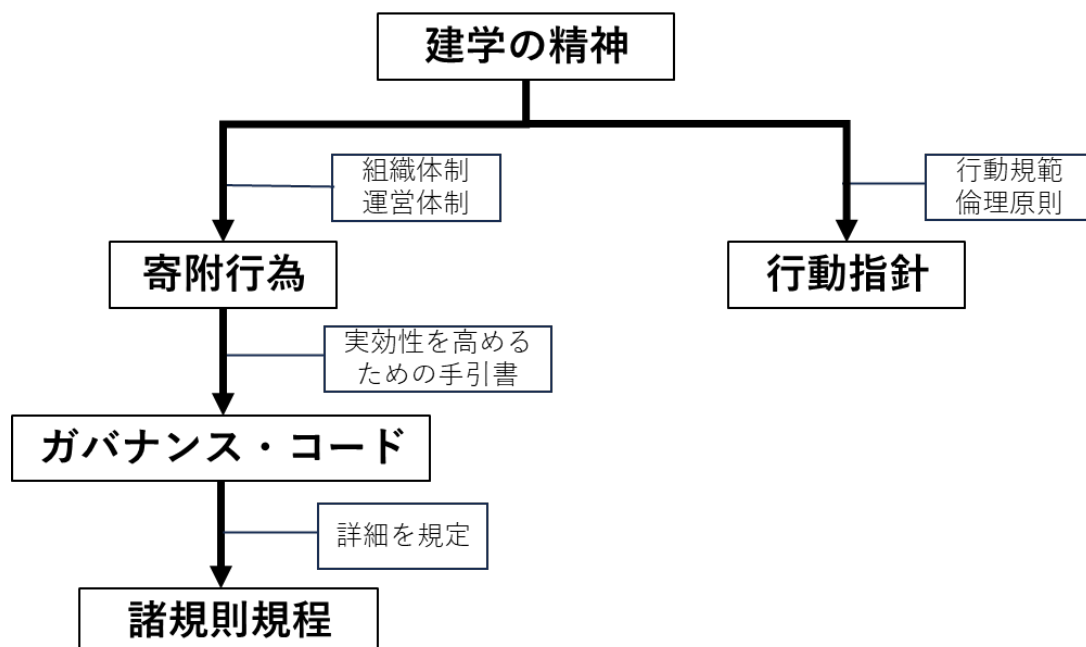 建学の精神
組織体制
運営体制
行動規範
倫理原則
寄附行為
行動指針
実効性を高める
ための手引書
ガバナンス・コード
詳細を規定
諸規則規程